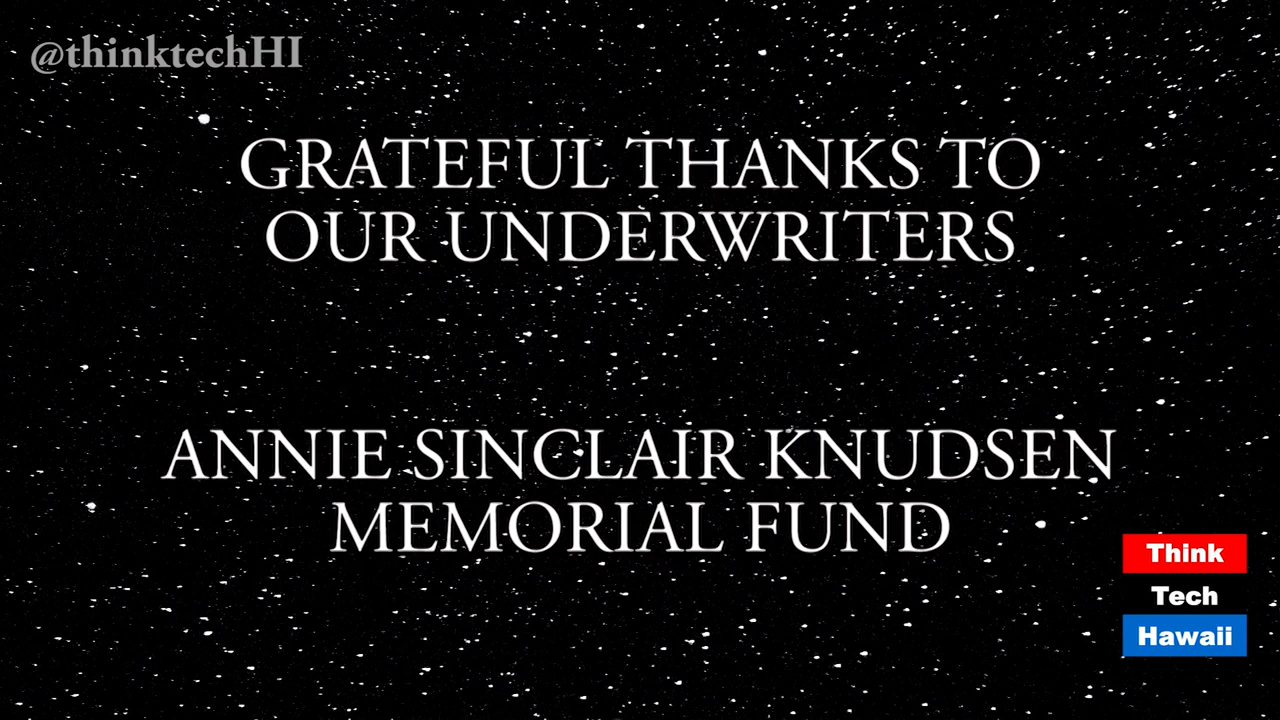 @thinktechHI
GRATEFUL THANKS TO
OUR UNDERWRITERS
ANNIE SINCLAIR KNUDSEN
MEMORIAL FUND
Think
Tech
Hawaii